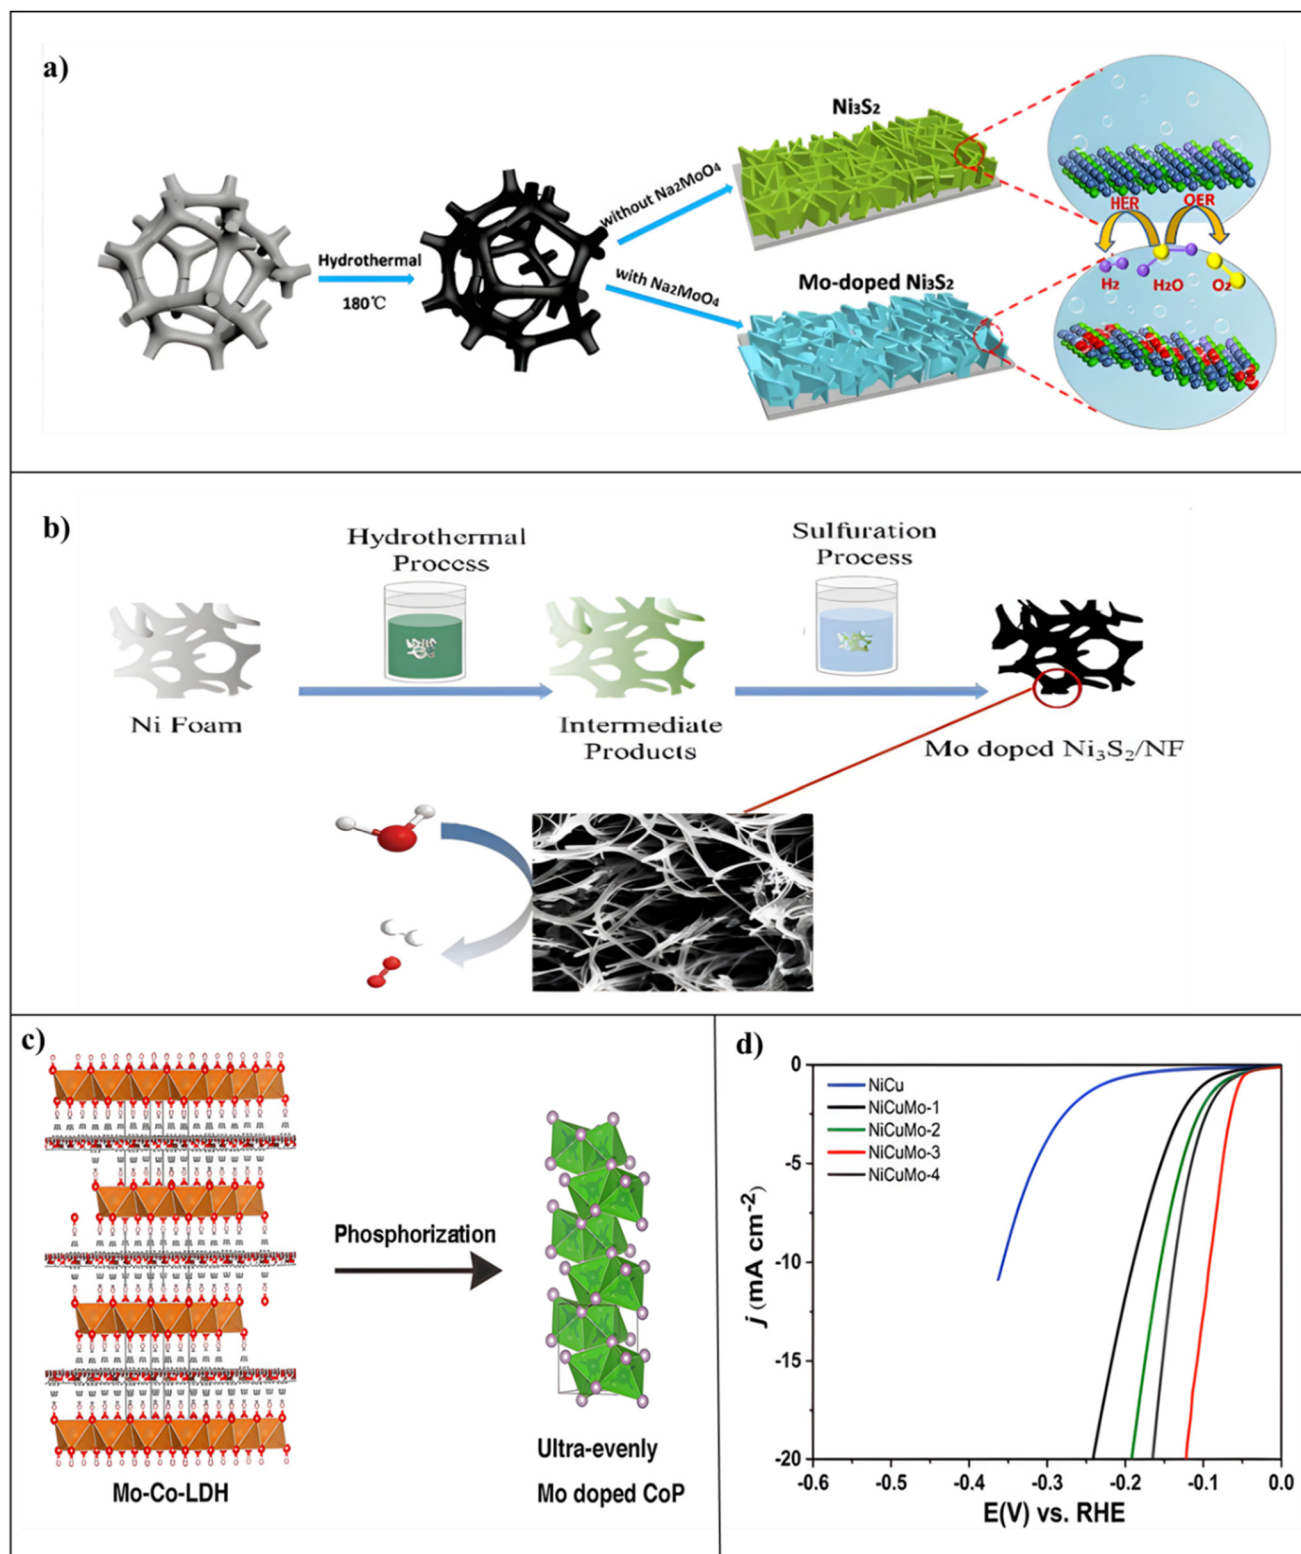 a)
Ni₃S₂
without Na₂MoO₄
Hydrothermal
180℃
with Na₂MoO₄
Mo-doped Ni₃S₂
HER
OER
H₂
H₂O
O₂
b)
Hydrothermal
Process
Sulfuration
Process
Ni Foam
Intermediate
Products
Mo doped Ni₃S₂/NF
c)
Phosphorization
Mo-Co-LDH
Ultra-evenly
Mo doped CoP
d)
NiCu
NiCuMo-1
NiCuMo-2
NiCuMo-3
NiCuMo-4
j (mA cm⁻²)
0
-5
-10
-15
-20
-0.6
-0.5
-0.4
-0.3
-0.2
-0.1
0.0
E(V) vs. RHE